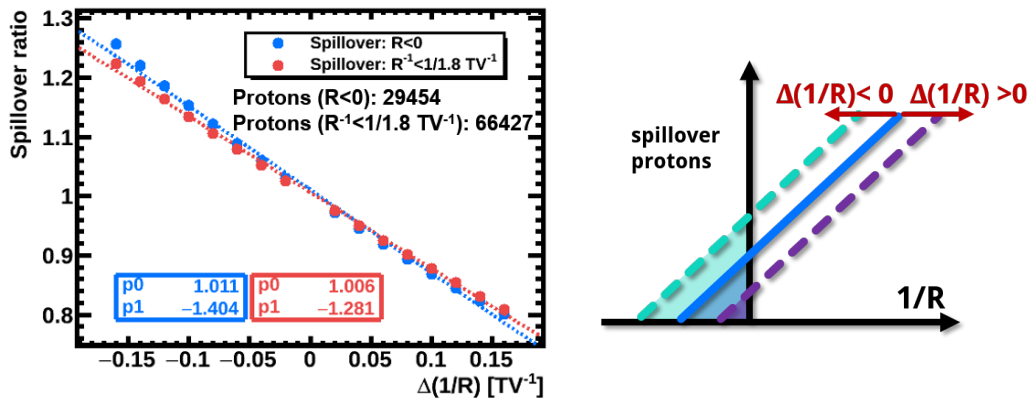 Spillover ratio
1.3
1.2
1.1
1
0.9
0.8
Spillover: R<0
Spillover: R⁻¹<1/1.8 TV⁻¹
Protons (R<0): 29454
Protons (R⁻¹<1/1.8 TV⁻¹): 66427
p0 1.011
p1 −1.404
p0 1.006
p1 −1.281
−0.15 −0.1 −0.05 0 0.05 0.1 0.15
Δ(1/R) [TV⁻¹]
Δ(1/R)< 0 Δ(1/R) >0
spillover
protons
1/R